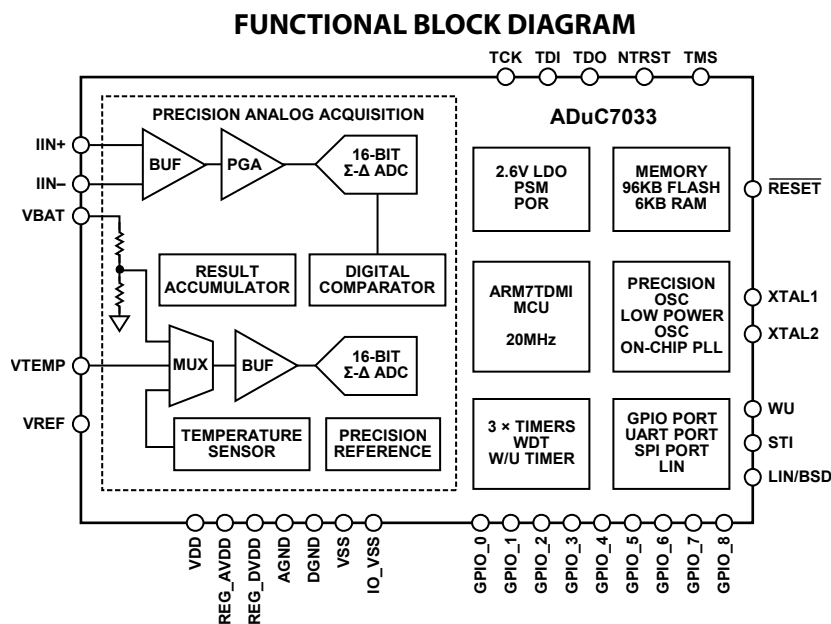 FUNCTIONAL BLOCK DIAGRAM
TCK TDI TDO NTRST TMS
PRECISION ANALOG ACQUISITION
ADuC7033
IIN+
IIN–
VBAT
VTEMP
VREF
BUF
PGA
16-BIT
Σ-Δ ADC
RESULT
ACCUMULATOR
DIGITAL
COMPARATOR
MUX
BUF
16-BIT
Σ-Δ ADC
TEMPERATURE
SENSOR
PRECISION
REFERENCE
2.6V LDO
PSM
POR
MEMORY
96KB FLASH
6KB RAM
ARM7TDMI
MCU
20MHz
PRECISION
OSC
LOW POWER
OSC
ON-CHIP PLL
3 × TIMERS
WDT
W/U TIMER
GPIO PORT
UART PORT
SPI PORT
LIN
RESET
XTAL1
XTAL2
WU
STI
LIN/BSD
VDD
REG_AVDD
REG_DVDD
AGND
DGND
VSS
IO_VSS
GPIO_0
GPIO_1
GPIO_2
GPIO_3
GPIO_4
GPIO_5
GPIO_6
GPIO_7
GPIO_8